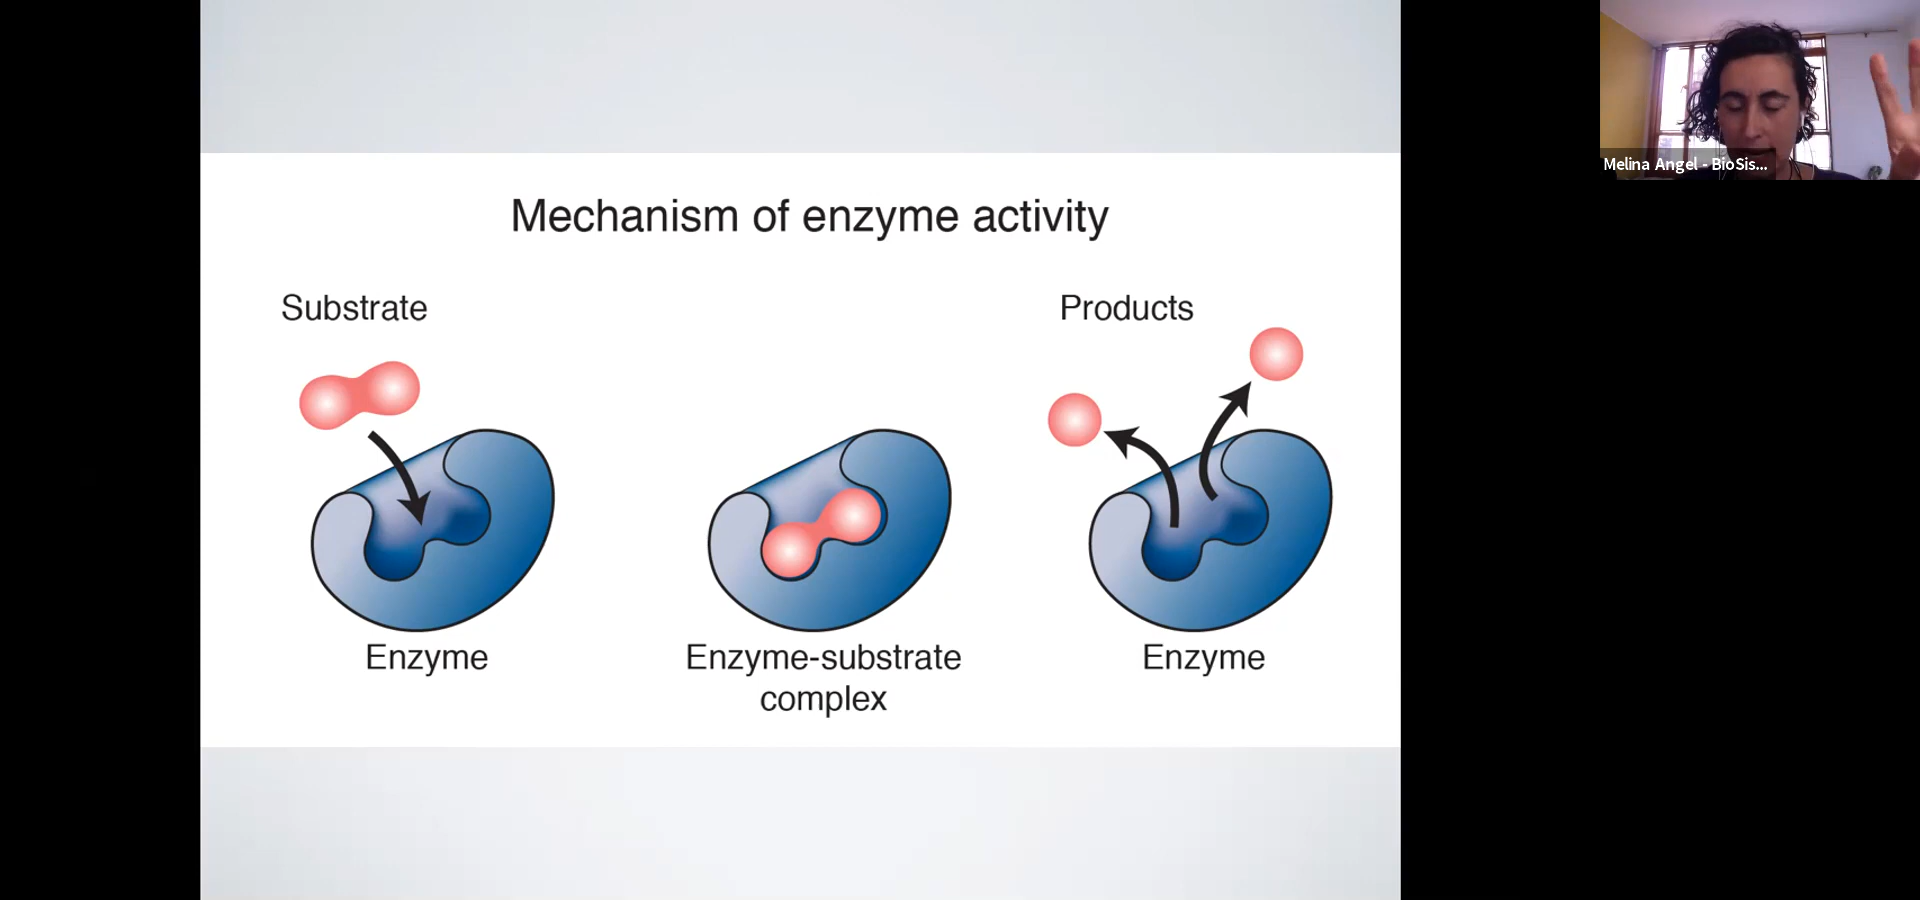 Mechanism of enzyme activity
Substrate
Products
Enzyme
Enzyme-substrate
complex
Enzyme
Melina Angel - BioSis...